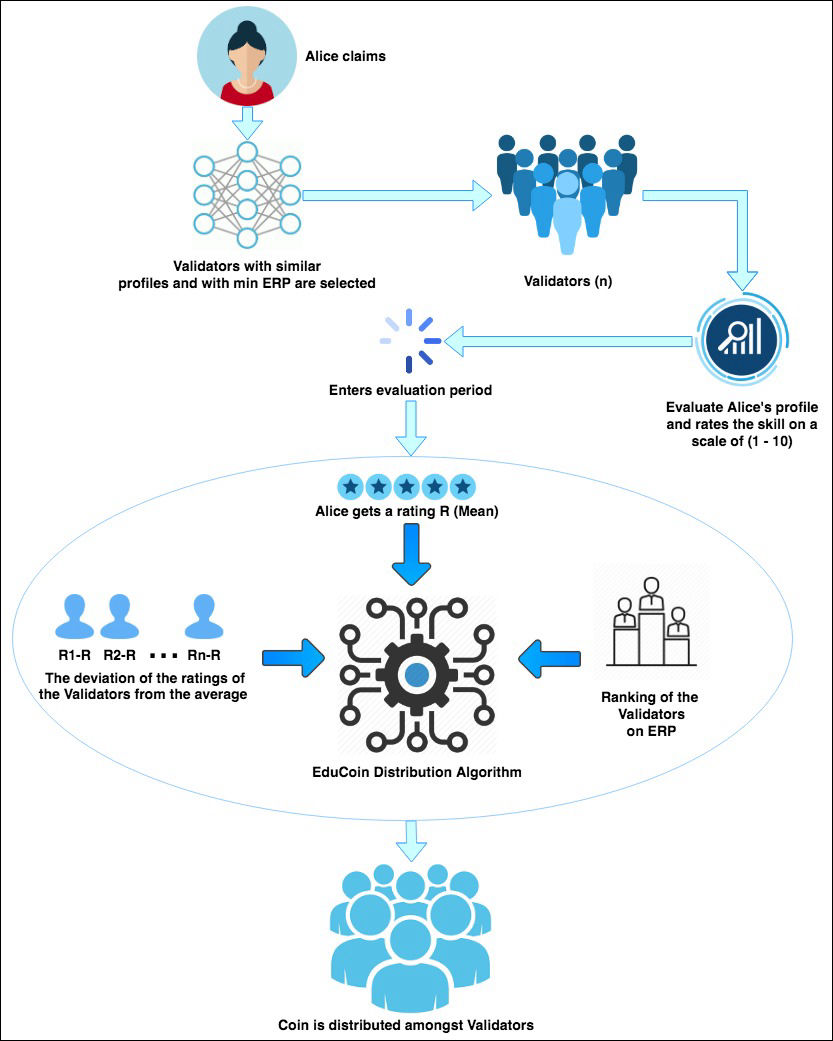 Alice claims
Validators with similar
profiles and with min ERP are selected
Validators (n)
Evaluate Alice's profile
and rates the skill on a
scale of (1 - 10)
Enters evaluation period
Alice gets a rating R (Mean)
R1-R R2-R ... Rn-R
The deviation of the ratings of
the Validators from the average
Ranking of the
Validators
on ERP
EduCoin Distribution Algorithm
Coin is distributed amongst Validators